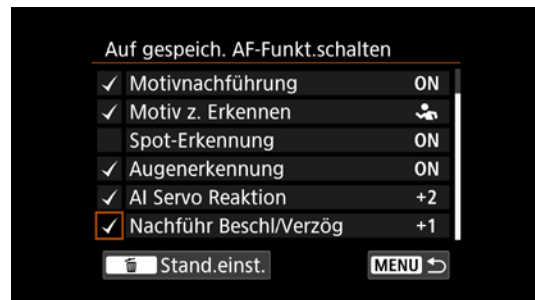 Auf gespeich. AF-Funkt.schalten
Motivnachführung ON
Motiv z. Erkennen
Spot-Erkennung ON
Augenerkennung ON
AI Servo Reaktion +2
Nachführ Beschl/Verzög +1
Stand.einst. MENU